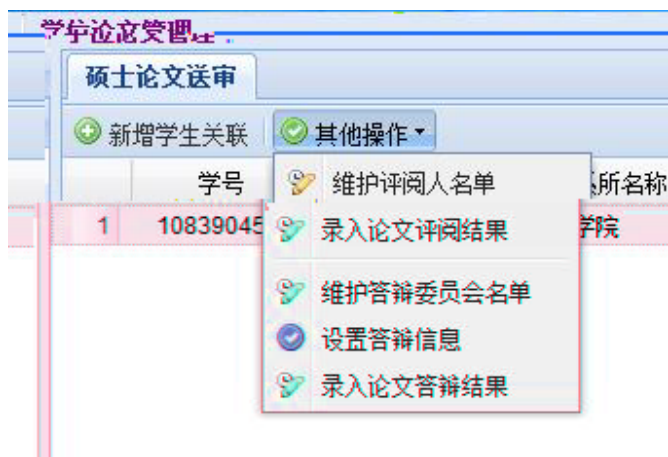 硕士论文送审
新增学生关联 其他操作
学号 所名称
维护评阅人名单
1 10839045 学院
录入论文评阅结果
维护答辩委员会名单
设置答辩信息
录入论文答辩结果